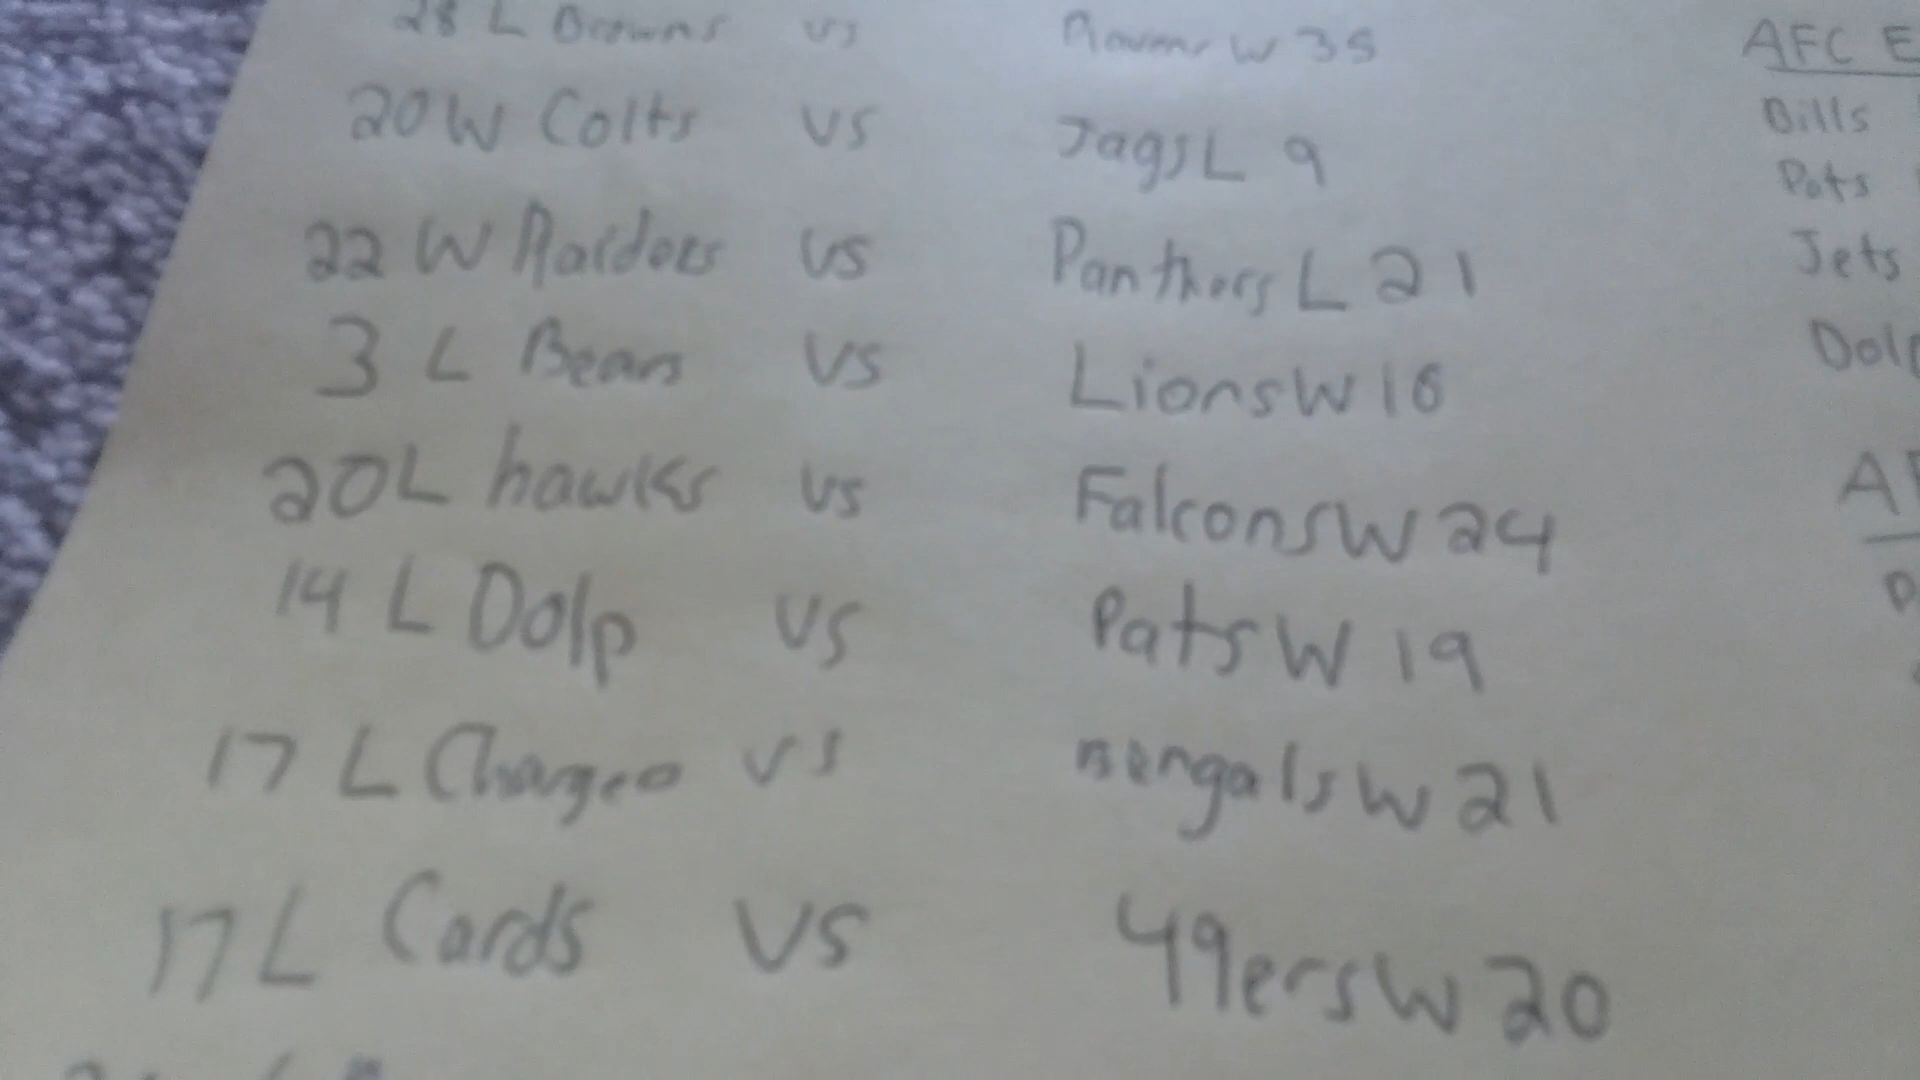 28 L Browns vs Ravens W 35
20 W Colts vs Jags L 9
22 W Raiders vs Panthers L 21
3 L Bears vs Lions W 16
20 L hawks vs Falcons W 24
14 L Dolp vs Pats W 19
17 L Chargers vs Bengals W 21
17 L Cards vs 49ers W 20
AFC E
Bills
Pats
Jets
Dolp
AF